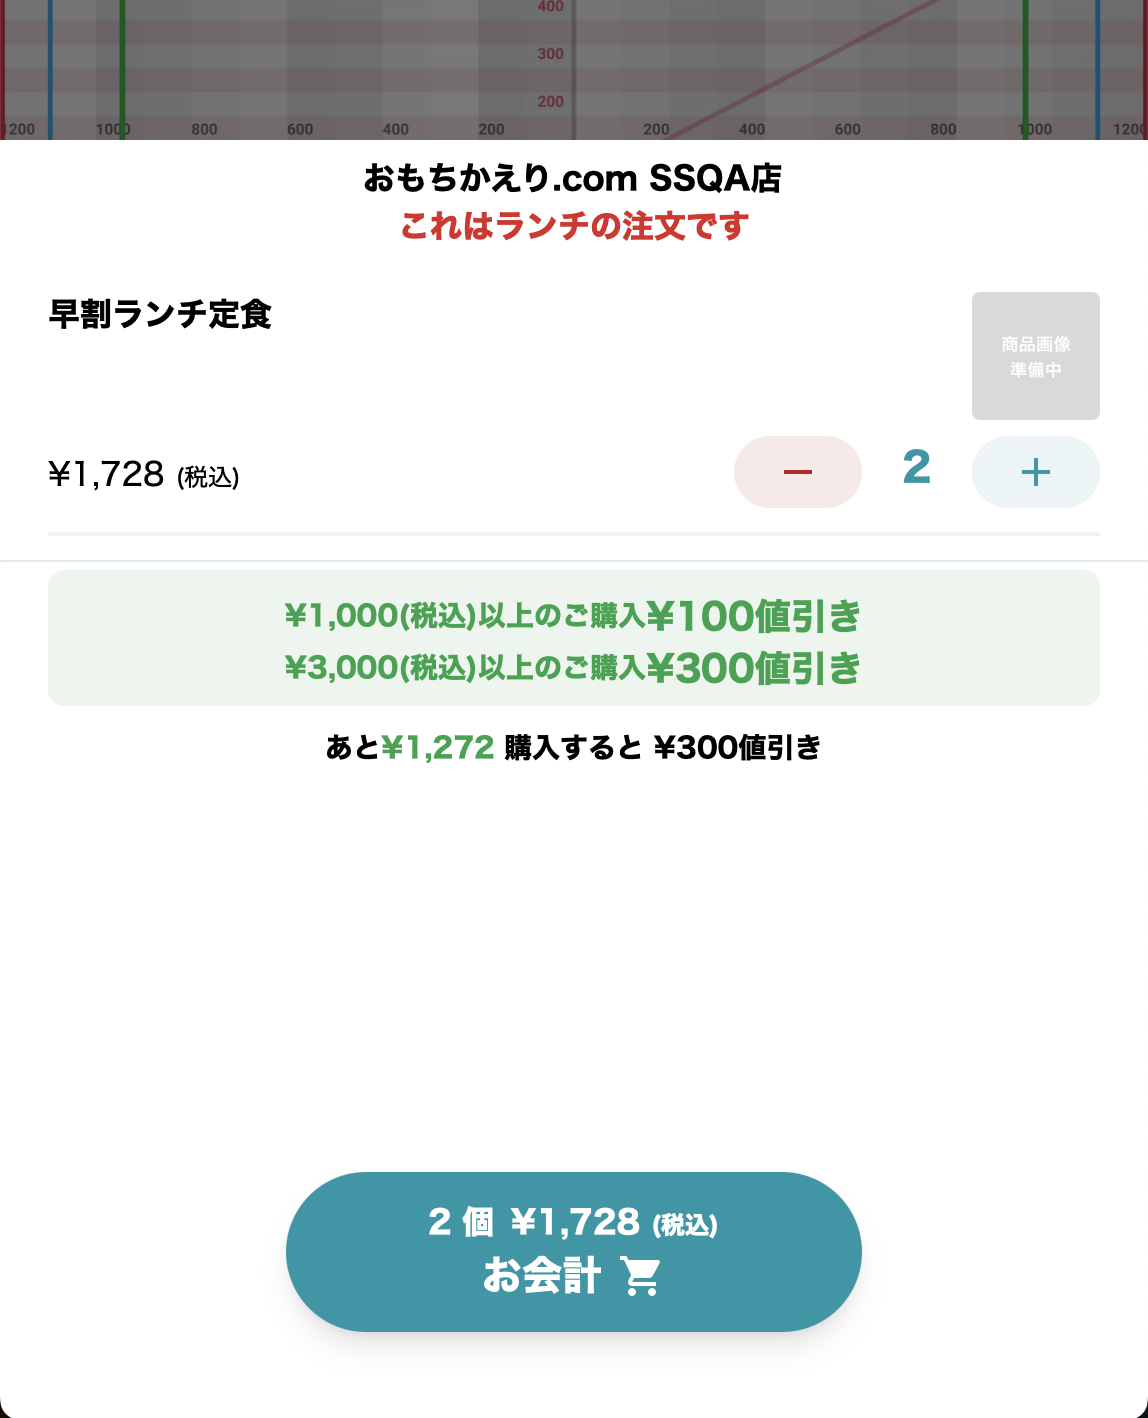 400
300
200
1200 1000 800 600 400 200 200 400 600 800 1000 1200
おもちかえり.com SSQA店
これはランチの注文です
早割ランチ定食
商品画像
準備中
¥1,728 (税込)
2
¥1,000(税込)以上のご購入¥100値引き
¥3,000(税込)以上のご購入¥300値引き
あと¥1,272 購入すると ¥300値引き
2 個 ¥1,728 (税込)
お会計